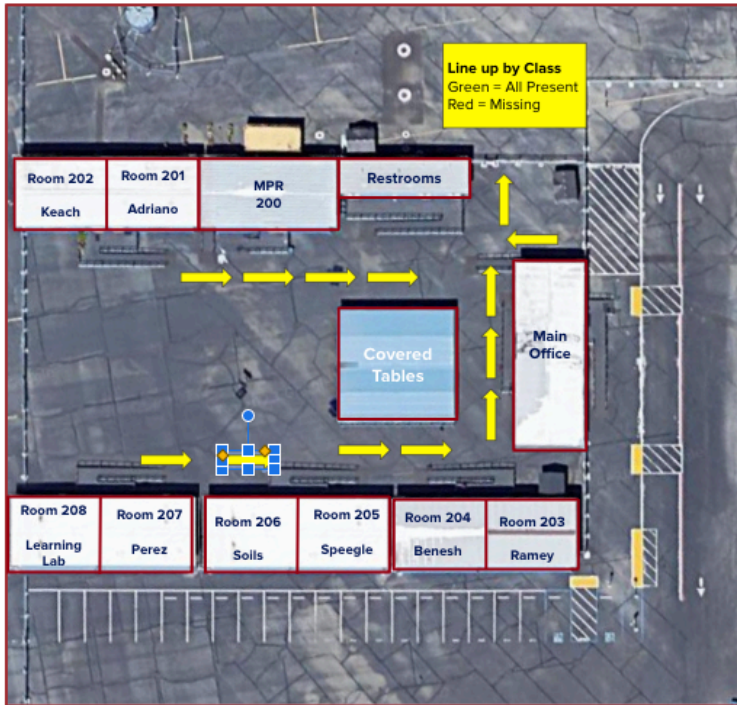 Line up by Class
Green = All Present
Red = Missing
Room 202
Keach
Room 201
Adriano
MPR
200
Restrooms
Covered
Tables
Main
Office
Room 208
Learning
Lab
Room 207
Perez
Room 206
Soils
Room 205
Speegle
Room 204
Benesh
Room 203
Ramey